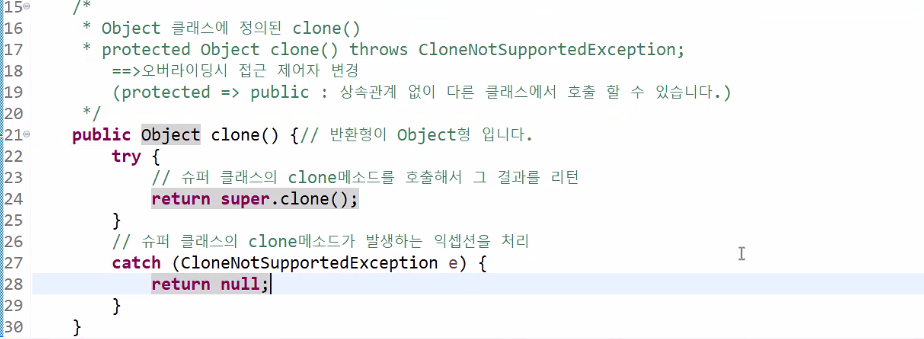 15 /*
16 * Object 클래스에 정의된 clone()
17 * protected Object clone() throws CloneNotSupportedException;
18 ==>오버라이딩시 접근 제어자 변경
19 (protected => public : 상속관계 없이 다른 클래스에서 호출 할 수 있습니다.)
20 */
21 public Object clone() {// 반환형이 Object형 입니다.
22 try {
23 // 슈퍼 클래스의 clone메소드를 호출해서 그 결과를 리턴
24 return super.clone();
25 }
26 // 슈퍼 클래스의 clone메소드가 발생하는 익셉션을 처리
27 catch (CloneNotSupportedException e) {
28 return null;
29 }
30 }